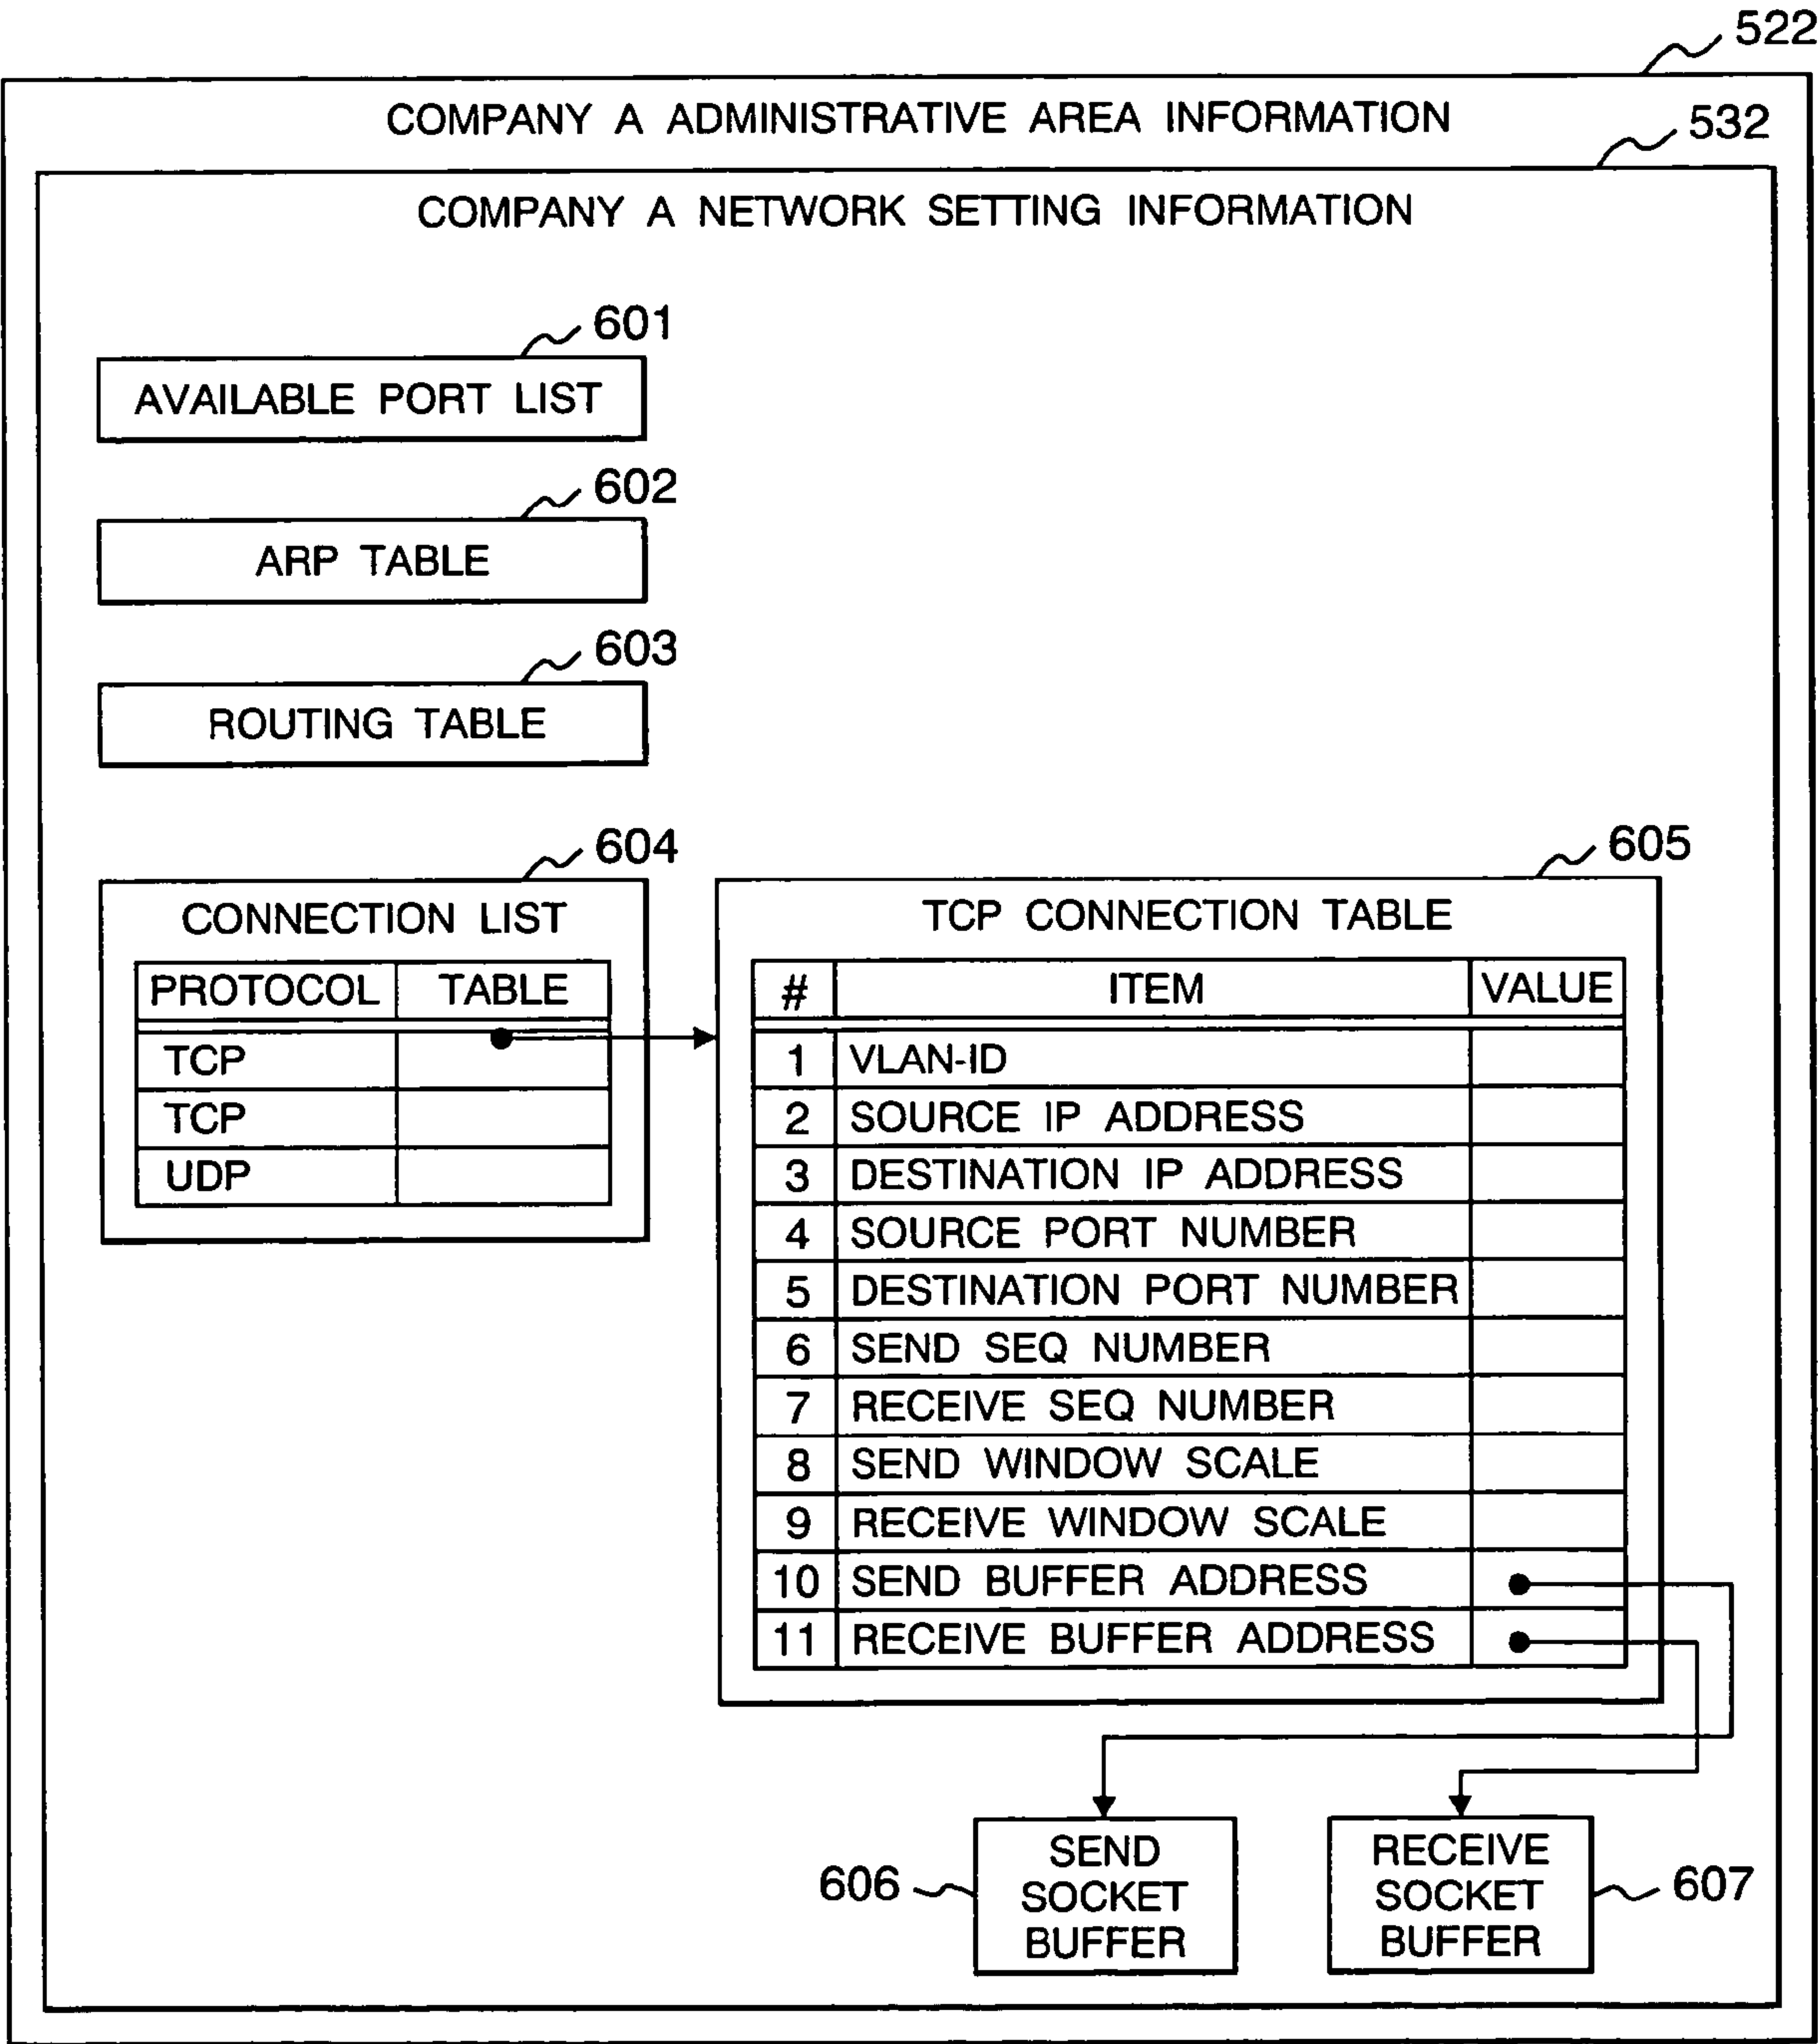 522
COMPANY A ADMINISTRATIVE AREA INFORMATION
532
COMPANY A NETWORK SETTING INFORMATION
601
AVAILABLE PORT LIST
602
ARP TABLE
603
ROUTING TABLE
604
CONNECTION LIST
PROTOCOL TABLE
TCP
TCP
UDP
605
TCP CONNECTION TABLE
# ITEM VALUE
1 VLAN-ID
2 SOURCE IP ADDRESS
3 DESTINATION IP ADDRESS
4 SOURCE PORT NUMBER
5 DESTINATION PORT NUMBER
6 SEND SEQ NUMBER
7 RECEIVE SEQ NUMBER
8 SEND WINDOW SCALE
9 RECEIVE WINDOW SCALE
10 SEND BUFFER ADDRESS
11 RECEIVE BUFFER ADDRESS
606
SEND
SOCKET
BUFFER
RECEIVE
SOCKET
BUFFER
607